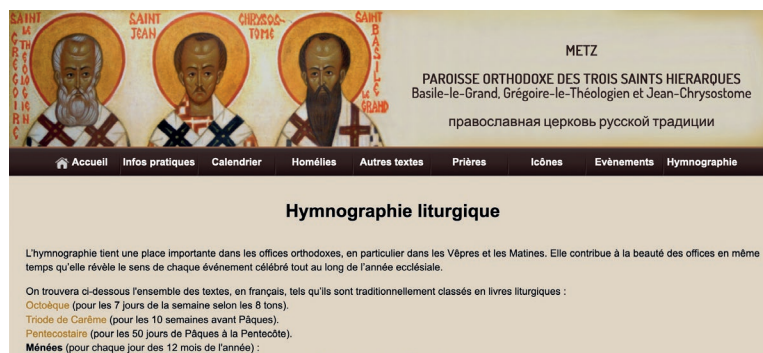 SAINT GREGOIRE LE THEOLOGIEN
SAINT JEAN CHRYSOSTOME
SAINT BASILE LE GRAND
METZ
PAROISSE ORTHODOXE DES TROIS SAINTS HIERARQUES
Basile-le-Grand, Grégoire-le-Théologien et Jean-Chrysostome
православная церковь русской традиции
Accueil Infos pratiques Calendrier Homélies Autres textes Prières Icônes Evènements Hymnographie
Hymnographie liturgique
L'hymnographie tient une place importante dans les offices orthodoxes, en particulier dans les Vêpres et les Matines. Elle contribue à la beauté des offices en même
temps qu'elle révèle le sens de chaque événement célébré tout au long de l'année ecclésiale.
On trouvera ci-dessous l'ensemble des textes, en français, tels qu'ils sont traditionnellement classés en livres liturgiques :
Octoèque (pour les 7 jours de la semaine selon les 8 tons).
Triode de Carême (pour les 10 semaines avant Pâques).
Pentecostaire (pour les 50 jours de Pâques à la Pentecôte).
Ménées (pour chaque jour des 12 mois de l'année) :